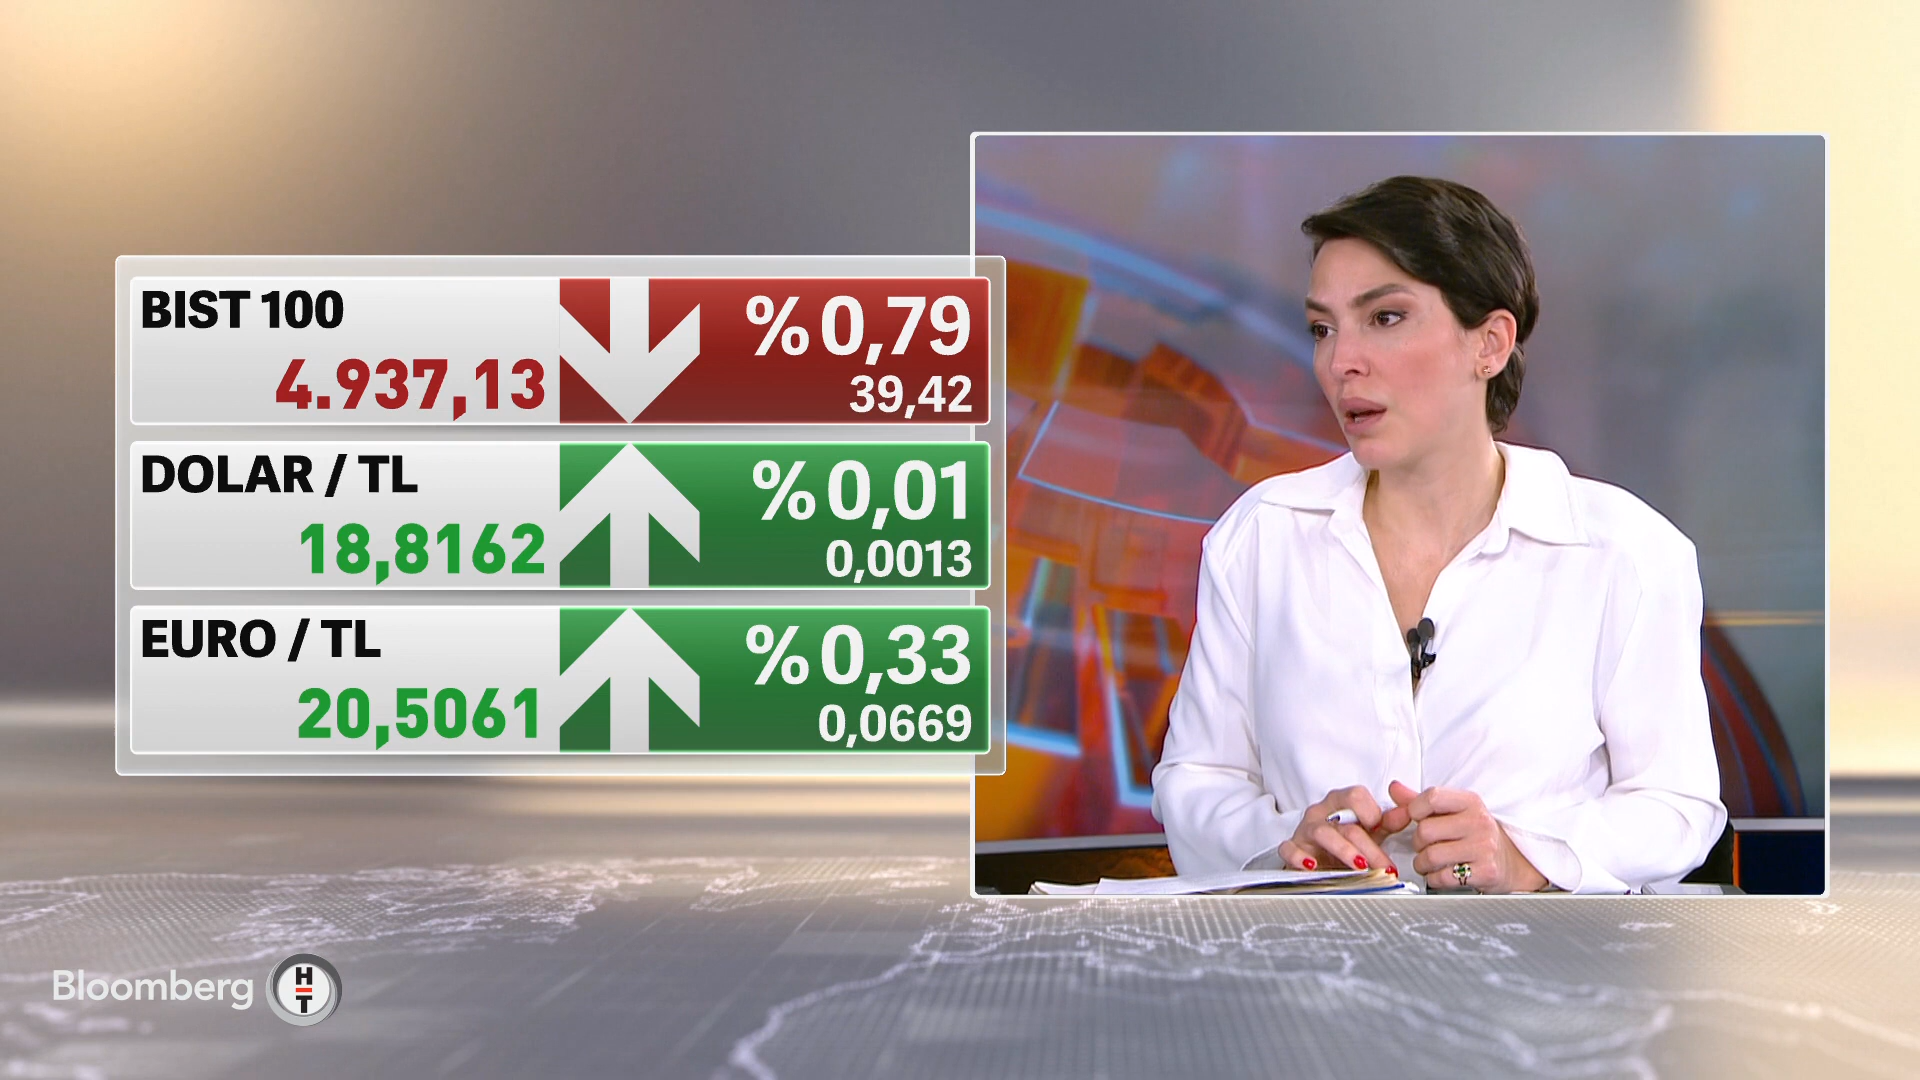 BIST 100
4.937,13
%0,79
39,42
DOLAR / TL
18,8162
%0,01
0,0013
EURO / TL
20,5061
%0,33
0,0669
Bloomberg HT